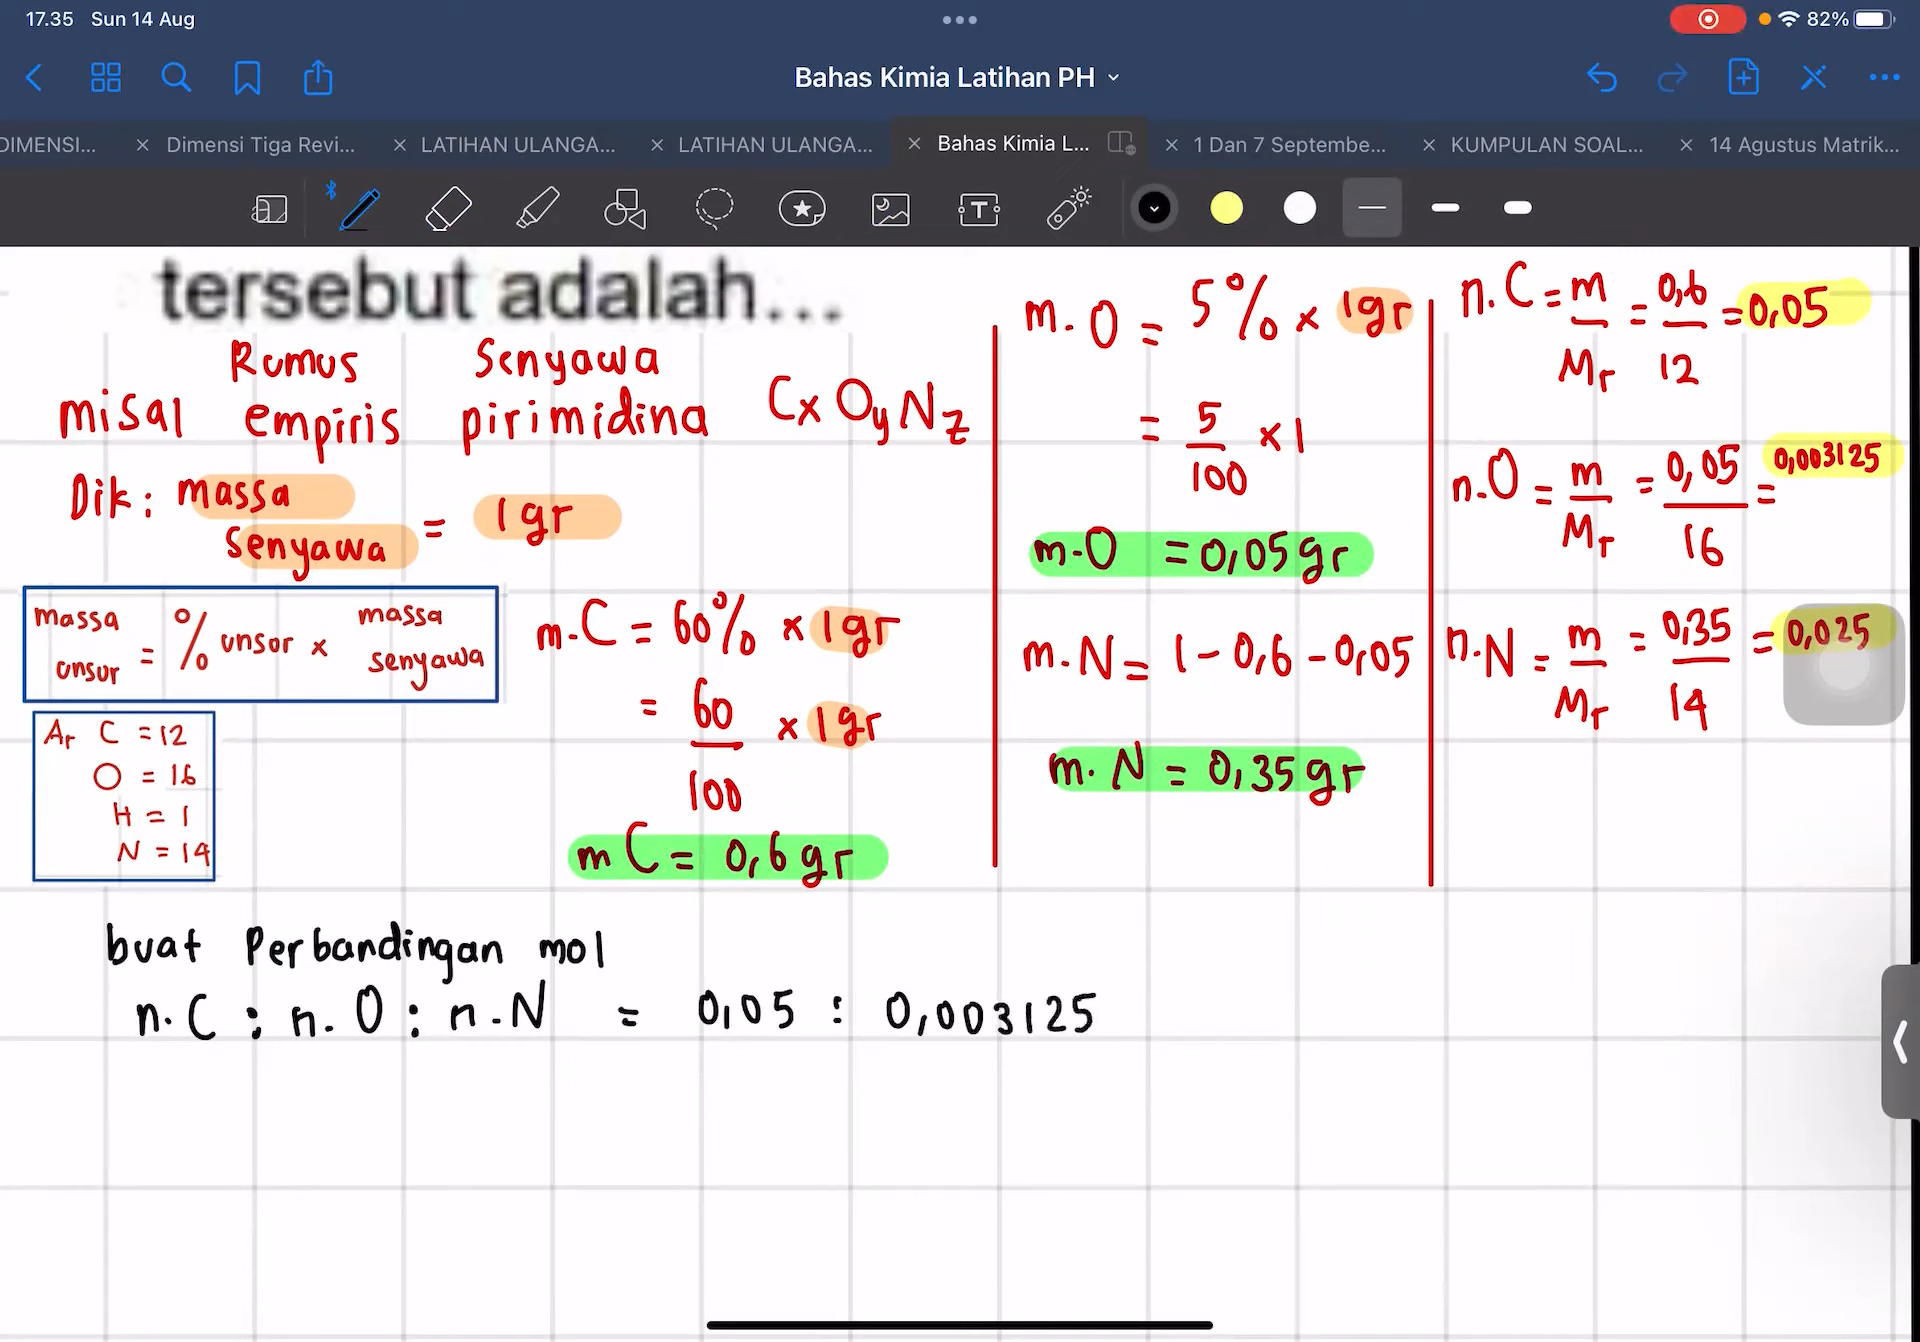 17.35 Sun 14 Aug
82%
Bahas Kimia Latihan PH
DIMENSI...
Dimensi Tiga Revi...
LATIHAN ULANGA...
LATIHAN ULANGA...
Bahas Kimia L...
1 Dan 7 Septembe...
KUMPULAN SOAL...
14 Agustus Matrik...
tersebut adalah...
misal Rumus empiris Senyawa pirimidina CxOyNz
Dik: massa senyawa = 1 gr
massa unsur = % unsur x massa senyawa
Ar C = 12
O = 16
H = 1
N = 14
m.C = 60% x 1gr
= 60/100 x 1gr
m C = 0,6 gr
m.O = 5% x 1gr
= 5/100 x 1
m.O = 0,05 gr
m.N = 1 - 0,6 - 0,05
m.N = 0,35 gr
n.C = m/Mr = 0,6/12 = 0,05
n.O = m/Mr = 0,05/16 = 0,003125
n.N = m/Mr = 0,35/14 = 0,025
buat Perbandingan mol
n.C : n.O : n.N = 0,05 : 0,003125